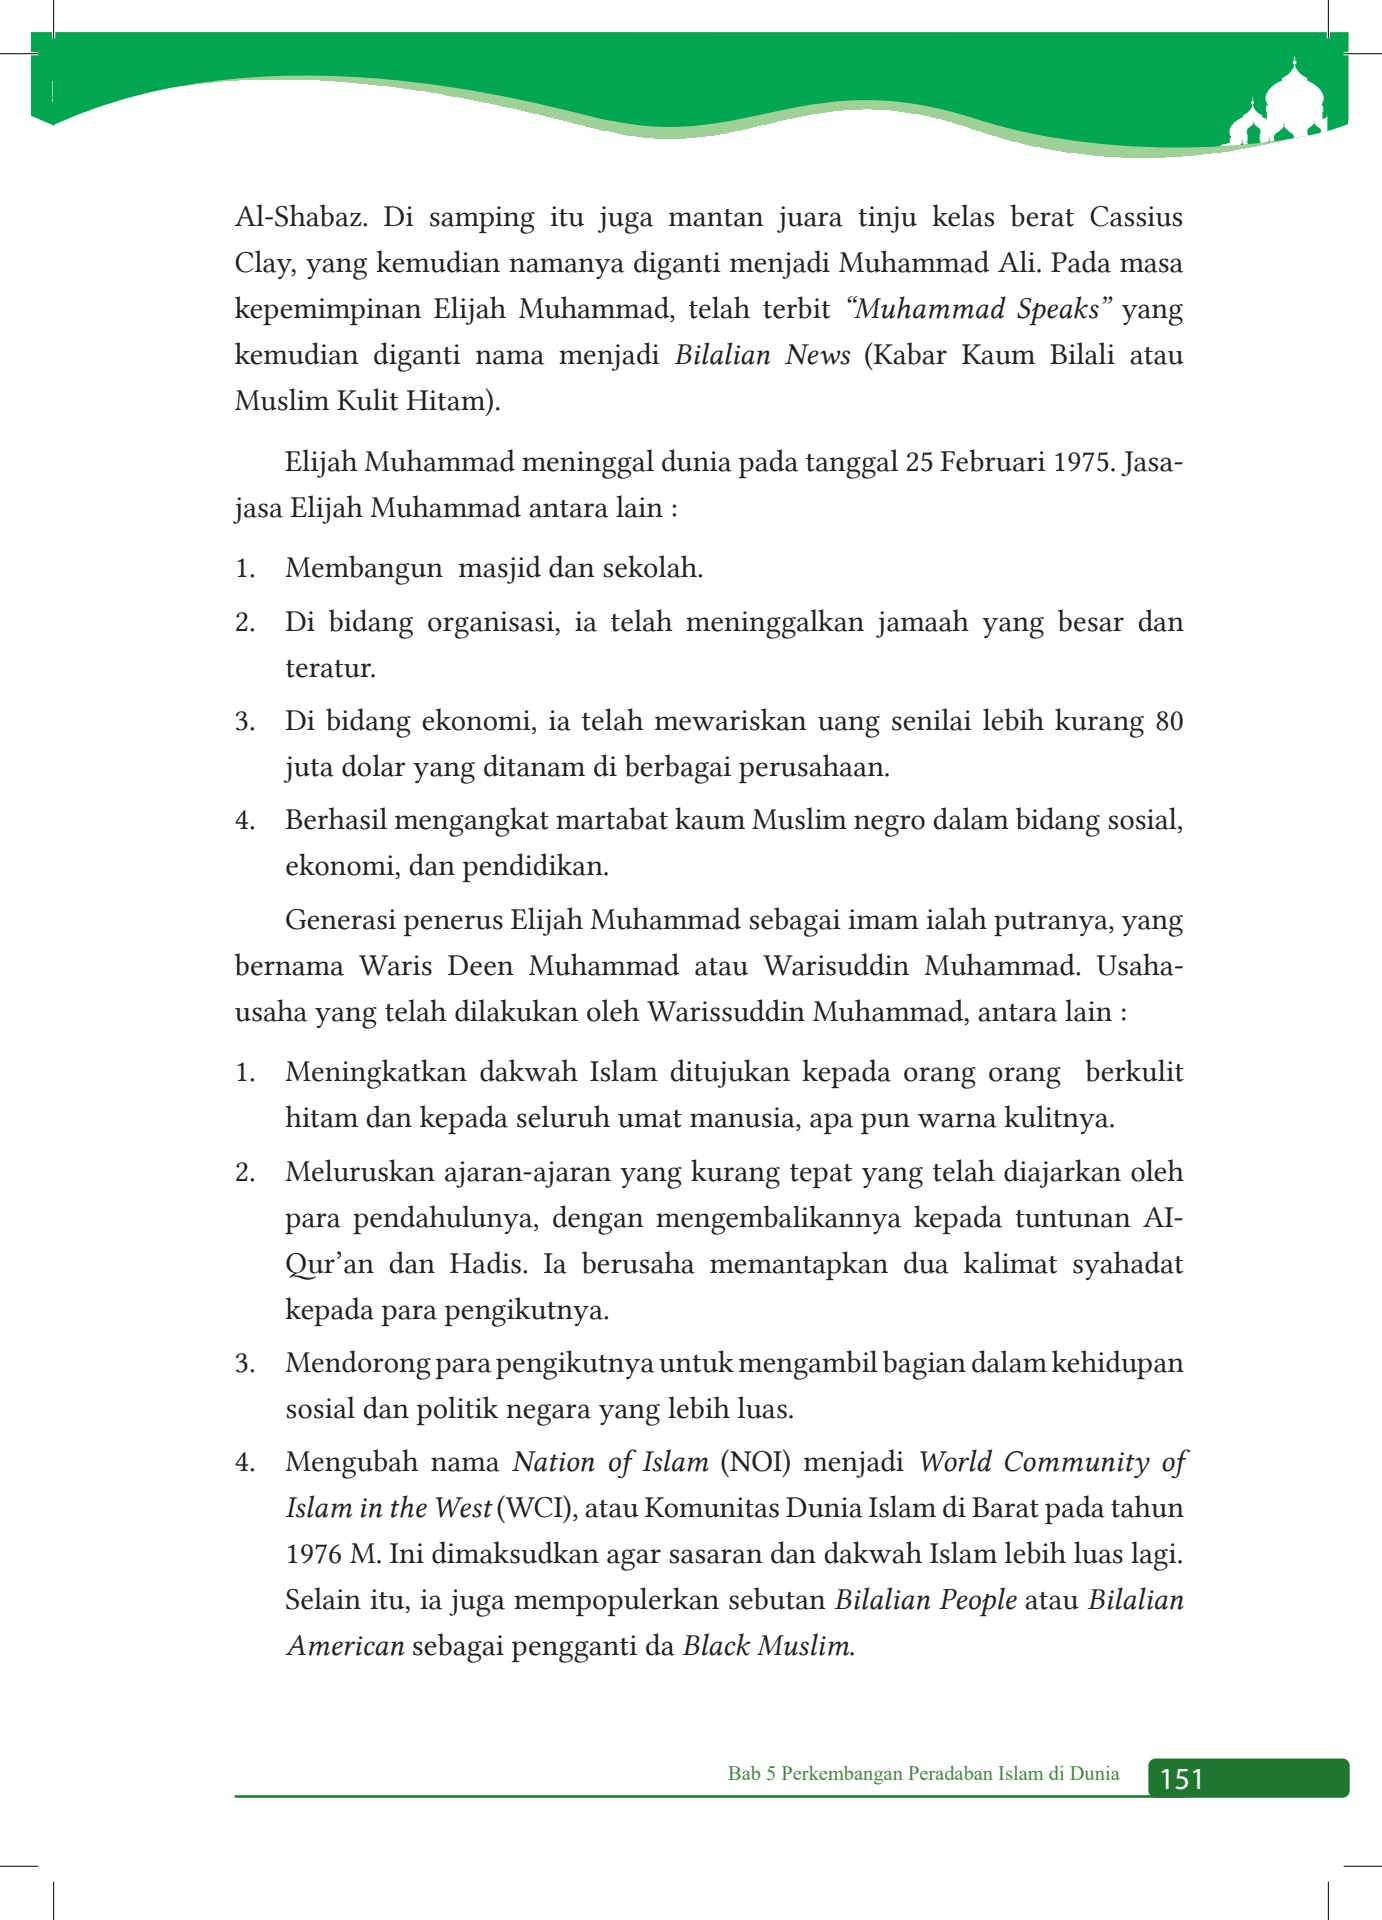 Al-Shabaz. Di samping itu juga mantan juara tinju kelas berat Cassius
Clay, yang kemudian namanya diganti menjadi Muhammad Ali. Pada masa
kepemimpinan Elijah Muhammad, telah terbit “Muhammad Speaks” yang
kemudian diganti nama menjadi Bilalian News (Kabar Kaum Bilali atau
Muslim Kulit Hitam).
Elijah Muhammad meninggal dunia pada tanggal 25 Februari 1975. Jasa-
jasa Elijah Muhammad antara lain :
1. Membangun masjid dan sekolah.
2. Di bidang organisasi, ia telah meninggalkan jamaah yang besar dan
teratur.
3. Di bidang ekonomi, ia telah mewariskan uang senilai lebih kurang 80
juta dolar yang ditanam di berbagai perusahaan.
4. Berhasil mengangkat martabat kaum Muslim negro dalam bidang sosial,
ekonomi, dan pendidikan.
Generasi penerus Elijah Muhammad sebagai imam ialah putranya, yang
bernama Waris Deen Muhammad atau Warisuddin Muhammad. Usaha-
usaha yang telah dilakukan oleh Warissuddin Muhammad, antara lain :
1. Meningkatkan dakwah Islam ditujukan kepada orang orang berkulit
hitam dan kepada seluruh umat manusia, apa pun warna kulitnya.
2. Meluruskan ajaran-ajaran yang kurang tepat yang telah diajarkan oleh
para pendahulunya, dengan mengembalikannya kepada tuntunan AI-
Qur’an dan Hadis. Ia berusaha memantapkan dua kalimat syahadat
kepada para pengikutnya.
3. Mendorong para pengikutnya untuk mengambil bagian dalam kehidupan
sosial dan politik negara yang lebih luas.
4. Mengubah nama Nation of Islam (NOI) menjadi World Community of
Islam in the West (WCI), atau Komunitas Dunia Islam di Barat pada tahun
1976 M. Ini dimaksudkan agar sasaran dan dakwah Islam lebih luas lagi.
Selain itu, ia juga mempopulerkan sebutan Bilalian People atau Bilalian
American sebagai pengganti da Black Muslim.
Bab 5 Perkembangan Peradaban Islam di Dunia 151